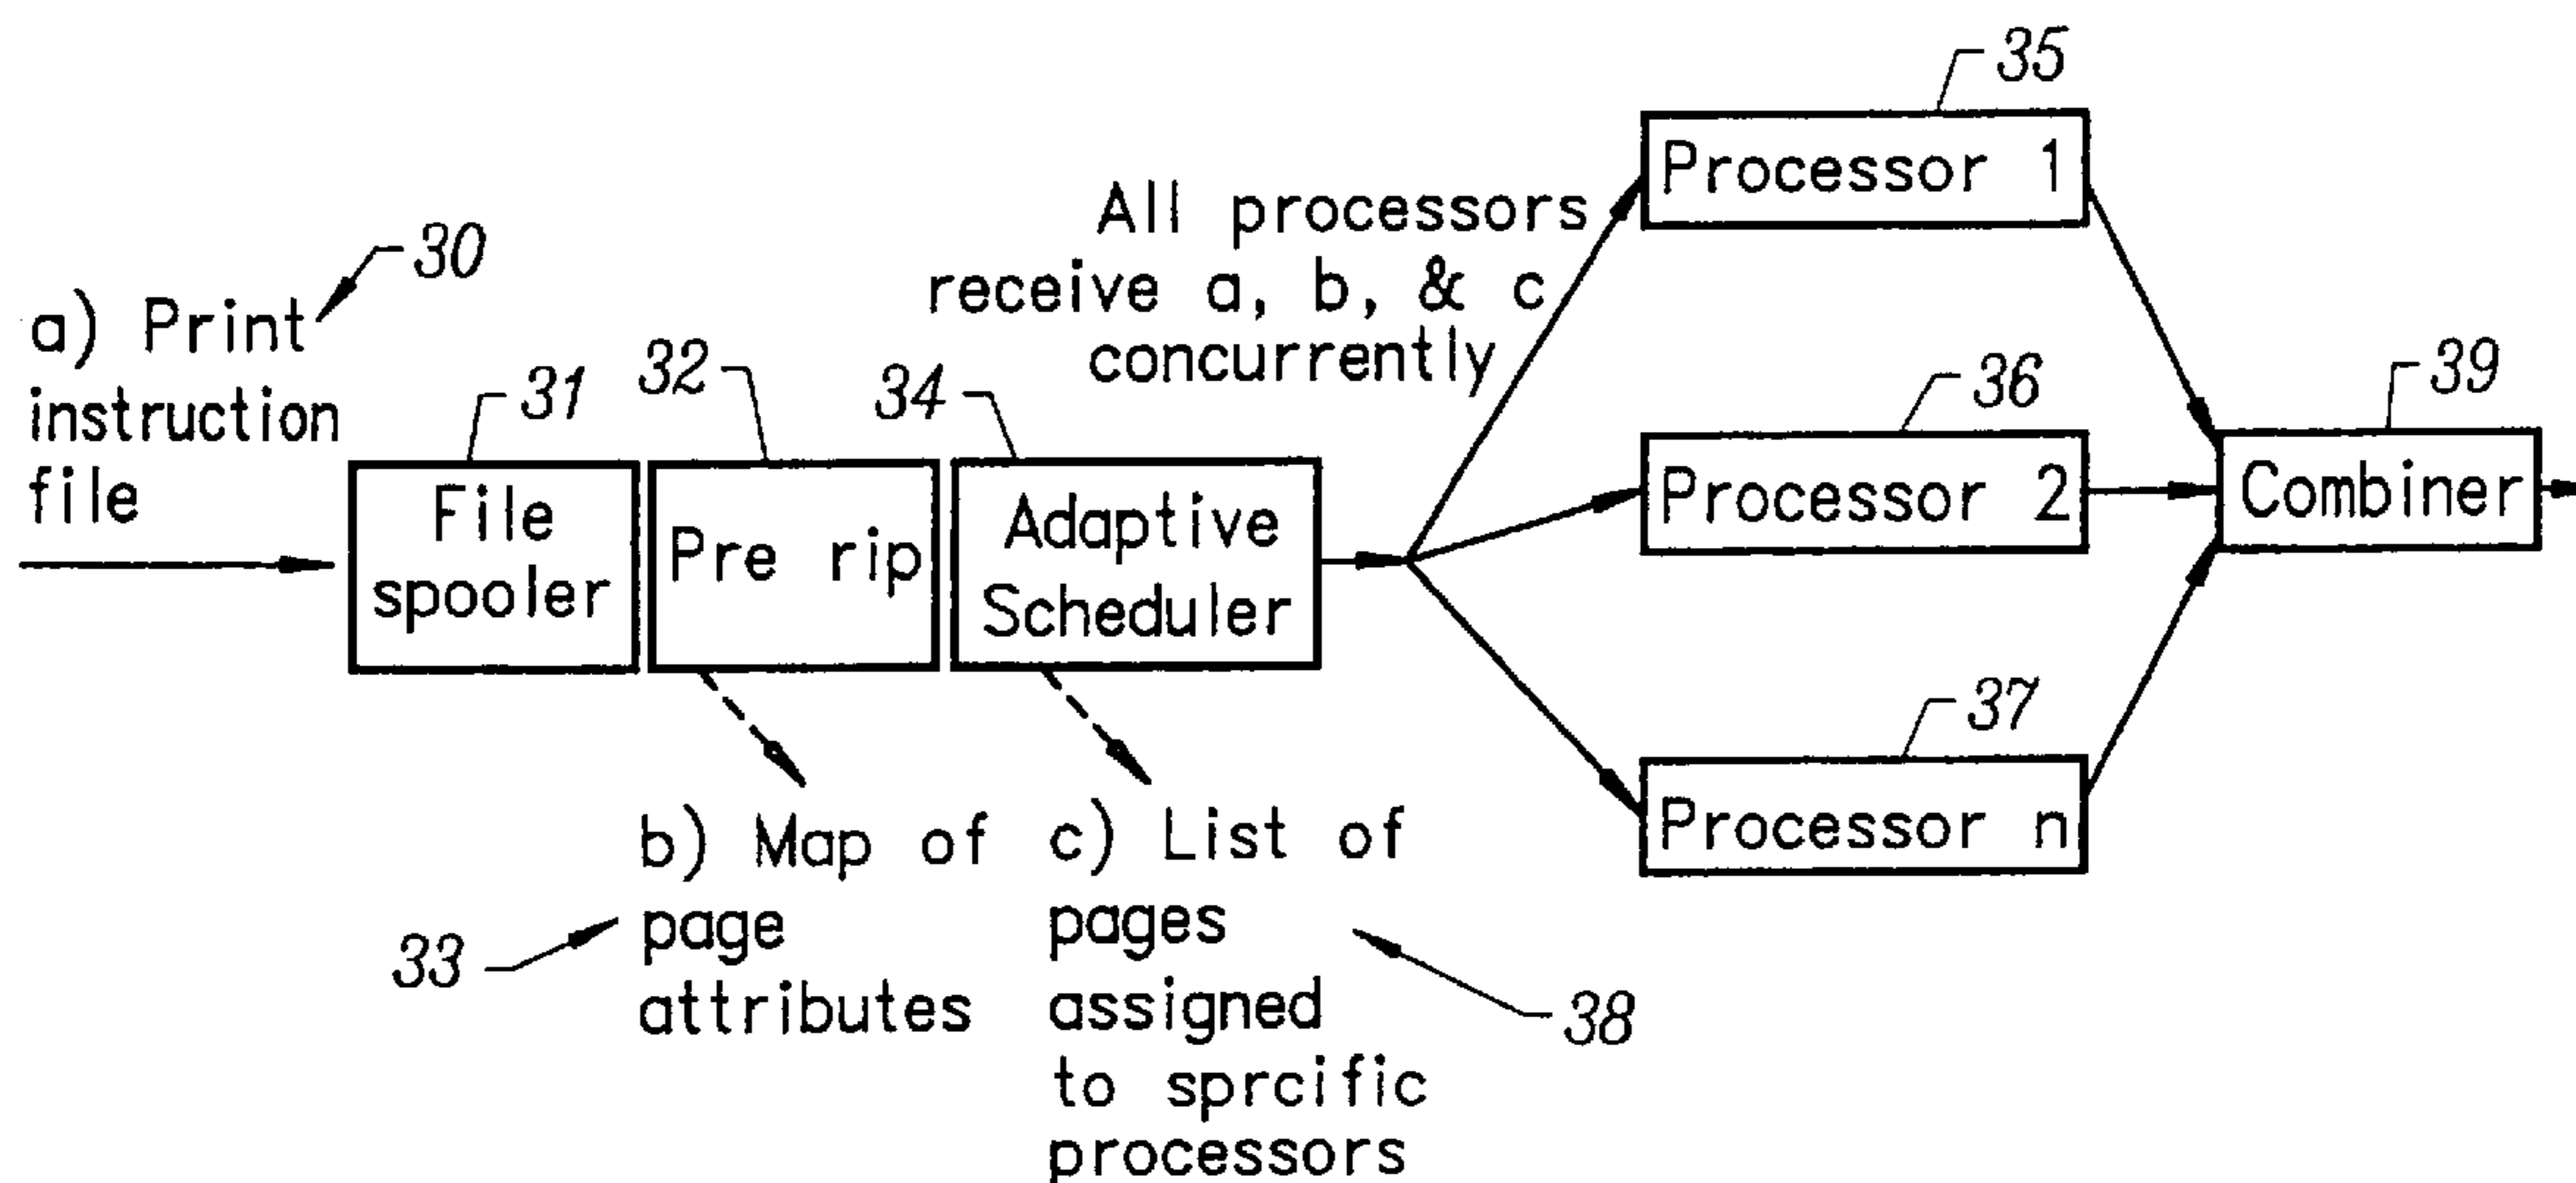 35
Processor 1
All processors
receive a, b, & c
concurrently
30
a) Print
instruction
file
31
File
spooler
32
Pre rip
34
Adaptive
Scheduler
36
Processor 2
39
Combiner
37
Processor n
33
b) Map of
page
attributes
c) List of
pages
assigned
to sprcific
processors
38